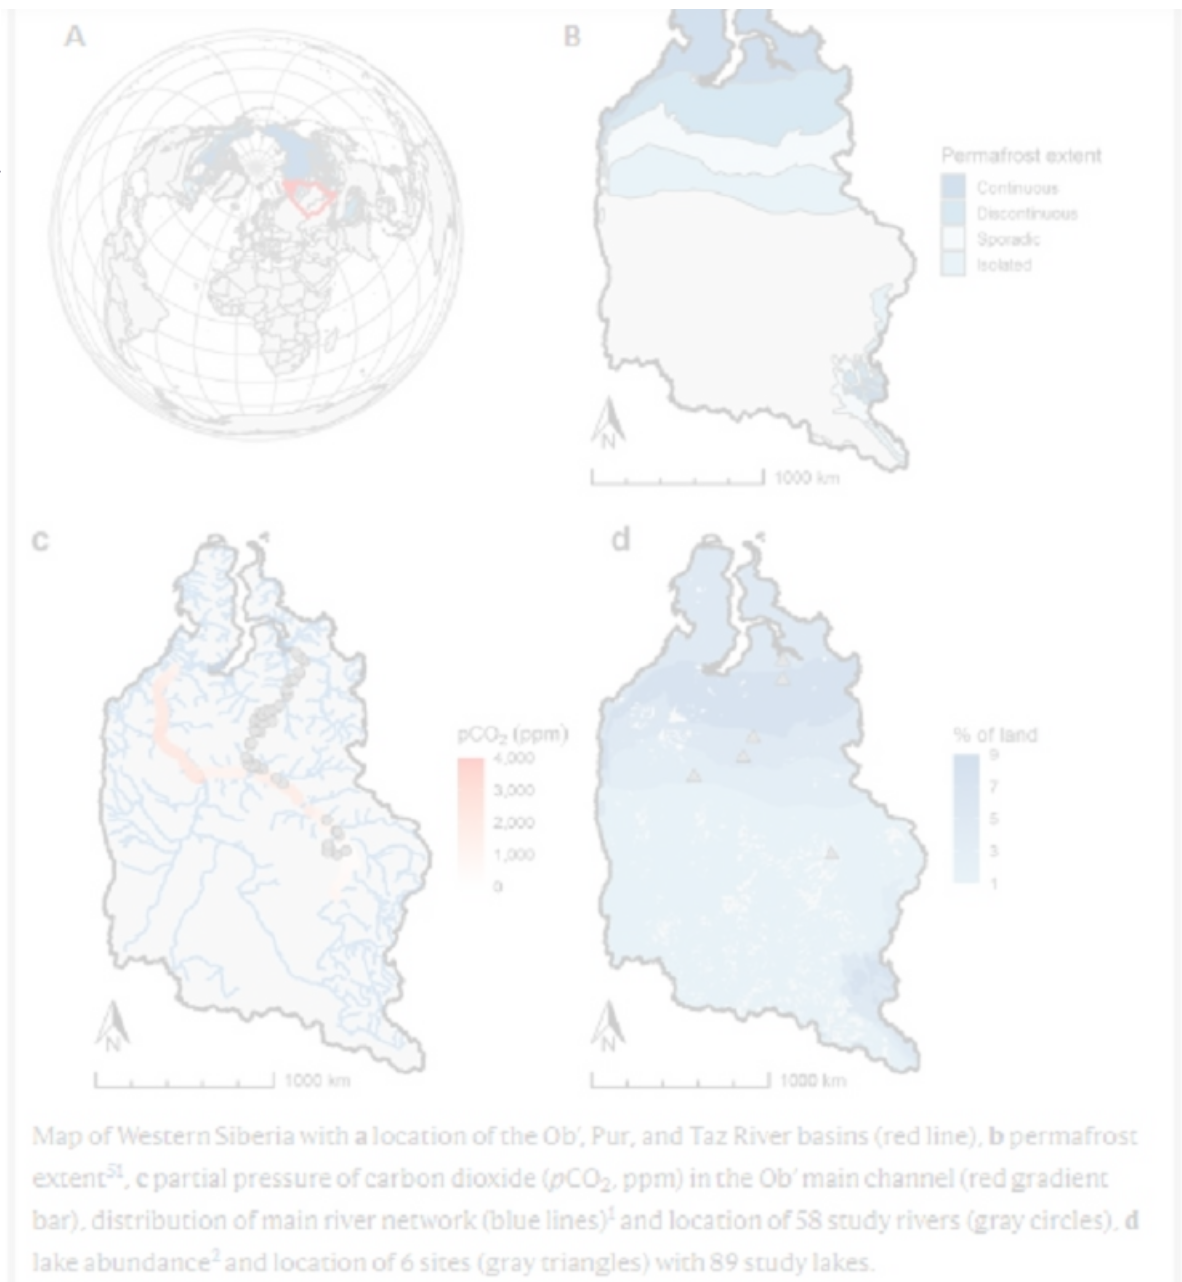 A
B
Permafrost extent
Continuous
Discontinuous
Sporadic
Isolated
N
1000 km
c
d
pCO₂ (ppm)
4,000
3,000
2,000
1,000
0
% of land
9
7
5
3
1
N
1000 km
N
1000 km
Map of Western Siberia with a location of the Ob′, Pur, and Taz River basins (red line), b permafrost
extent⁵¹, c partial pressure of carbon dioxide (pCO₂, ppm) in the Ob′ main channel (red gradient
bar), distribution of main river network (blue lines)¹ and location of 58 study rivers (gray circles), d
lake abundance² and location of 6 sites (gray triangles) with 89 study lakes.